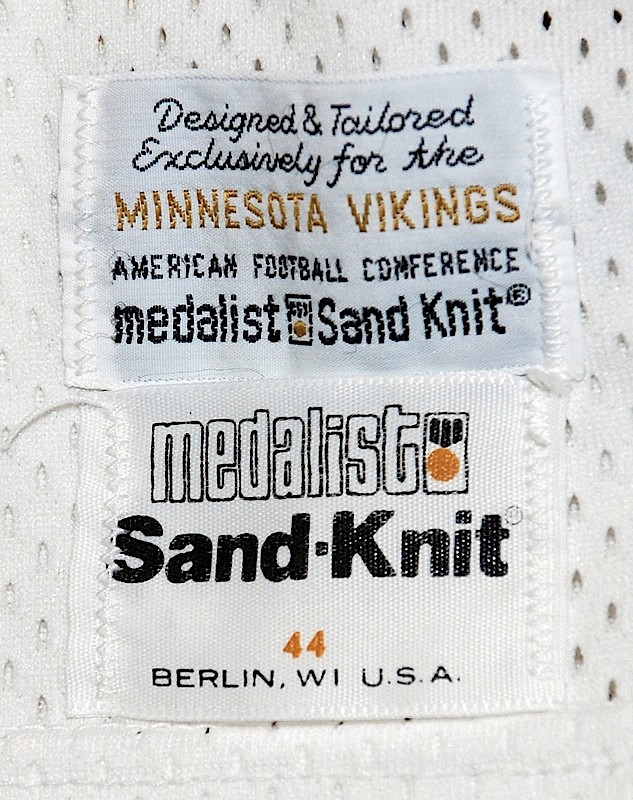 Designed & Tailored
Exclusively for the
MINNESOTA VIKINGS
AMERICAN FOOTBALL CONFERENCE
medalist Sand Knit®
medalist
Sand·Knit®
44
BERLIN, WI U.S.A.